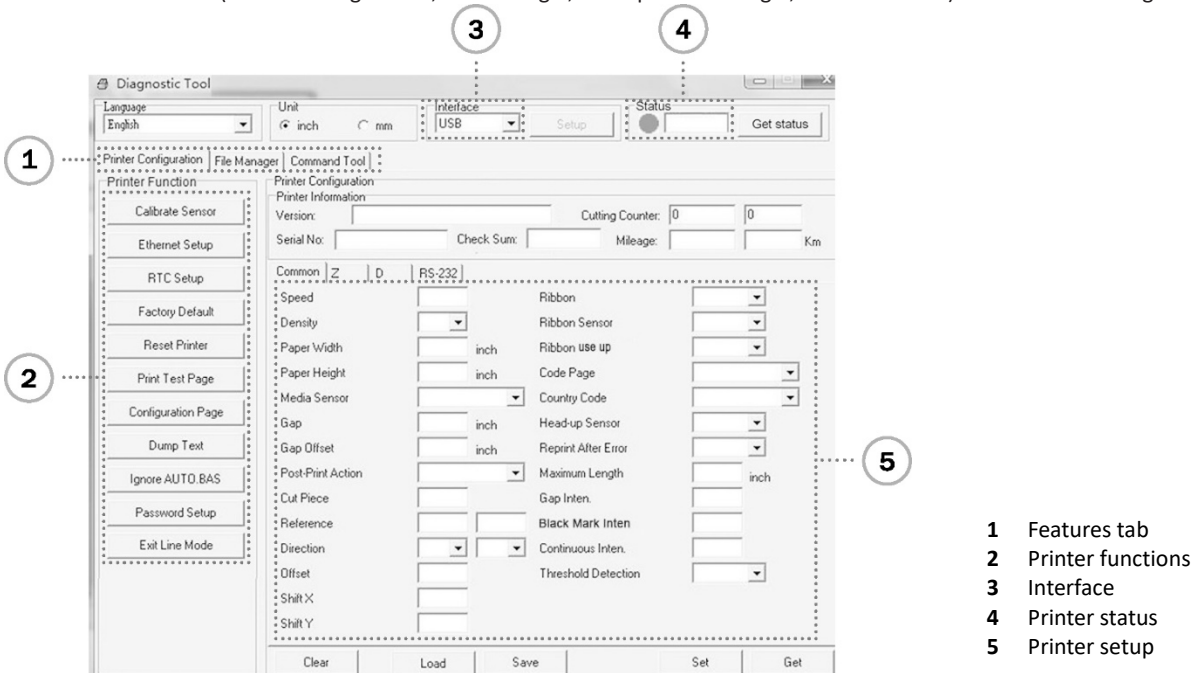 3 4
Diagnostic Tool
Language Unit Interface Status
English inch mm USB Setup Get status
1
Printer Configuration File Manager Command Tool
Printer Function Printer Configuration
Printer Information
Calibrate Sensor Version: Cutting Counter: 0 0
Ethernet Setup Serial No: Check Sum: Mileage: Km
RTC Setup Common Z D RS-232
Speed Ribbon
Factory Default Density Ribbon Sensor
Reset Printer Paper Width inch Ribbon use up
2 Print Test Page Paper Height inch Code Page
Media Sensor Country Code
Configuration Page Gap inch Head-up Sensor
Dump Text Gap Offset inch Reprint After Error
5
Ignore AUTO.BAS Post-Print Action Maximum Length inch
Cut Piece Gap Inten.
Password Setup Reference Black Mark Inten
Exit Line Mode Direction Continuous Inten.
Offset Threshold Detection
Shift X
Shift Y
Clear Load Save Set Get
1 Features tab
2 Printer functions
3 Interface
4 Printer status
5 Printer setup